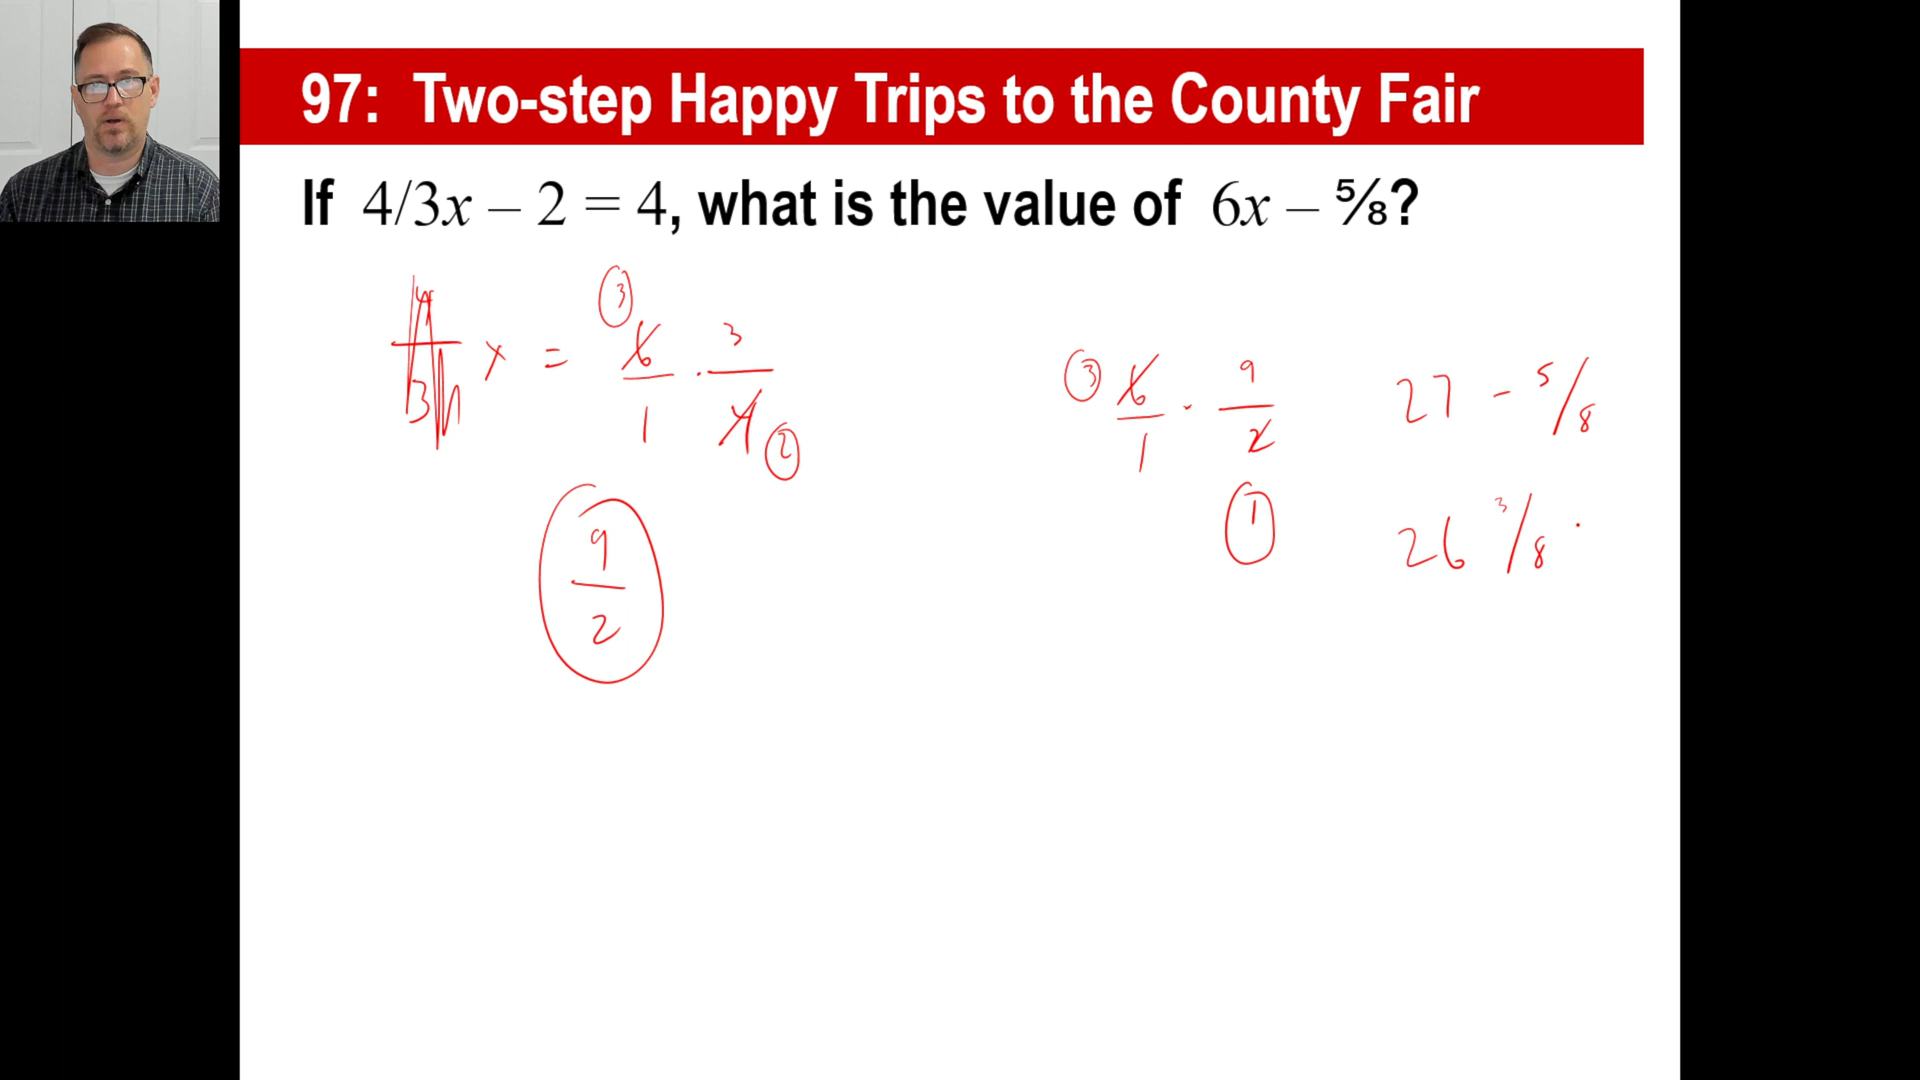 97: Two-step Happy Trips to the County Fair
If 4/3x – 2 = 4, what is the value of 6x – ⅝?
4/3 x = 6/1 · 3/4
3
2
9/2
3
6/1 · 9/2
1
27 - 5/8
26 3/8